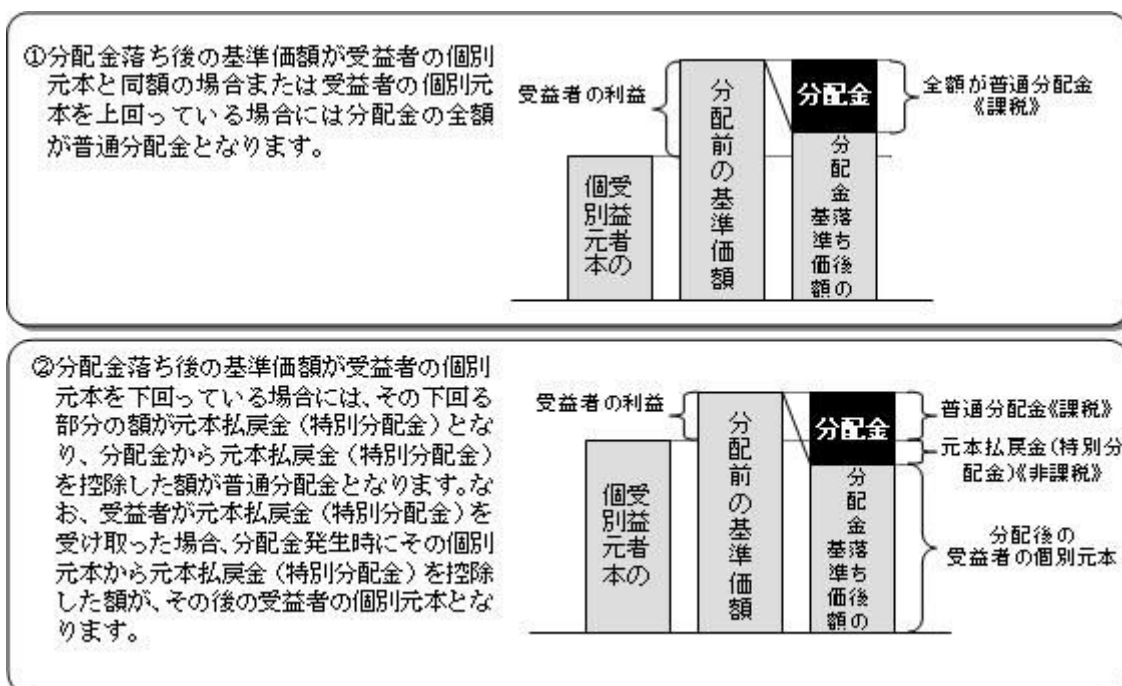 ①分配金落ち後の基準価額が受益者の個別
元本と同額の場合または受益者の個別元
本を上回っている場合には分配金の全額
が普通分配金となります。
受益者の利益
受益者の
個別元本
分配前の基準価額
分配金
分配金落ち後の
基準価額
全額が普通分配金
《課税》
②分配金落ち後の基準価額が受益者の個別
元本を下回っている場合には、その下回る
部分の額が元本払戻金(特別分配金)とな
り、分配金から元本払戻金(特別分配金)
を控除した額が普通分配金となります。な
お、受益者が元本払戻金(特別分配金)を
受け取った場合、分配金発生時にその個別
元本から元本払戻金(特別分配金)を控除
した額が、その後の受益者の個別元本とな
ります。
受益者の利益
受益者の
個別元本
分配前の基準価額
分配金
分配金落ち後の
基準価額
普通分配金《課税》
元本払戻金(特別分
配金)《非課税》
分配後の
受益者の個別元本